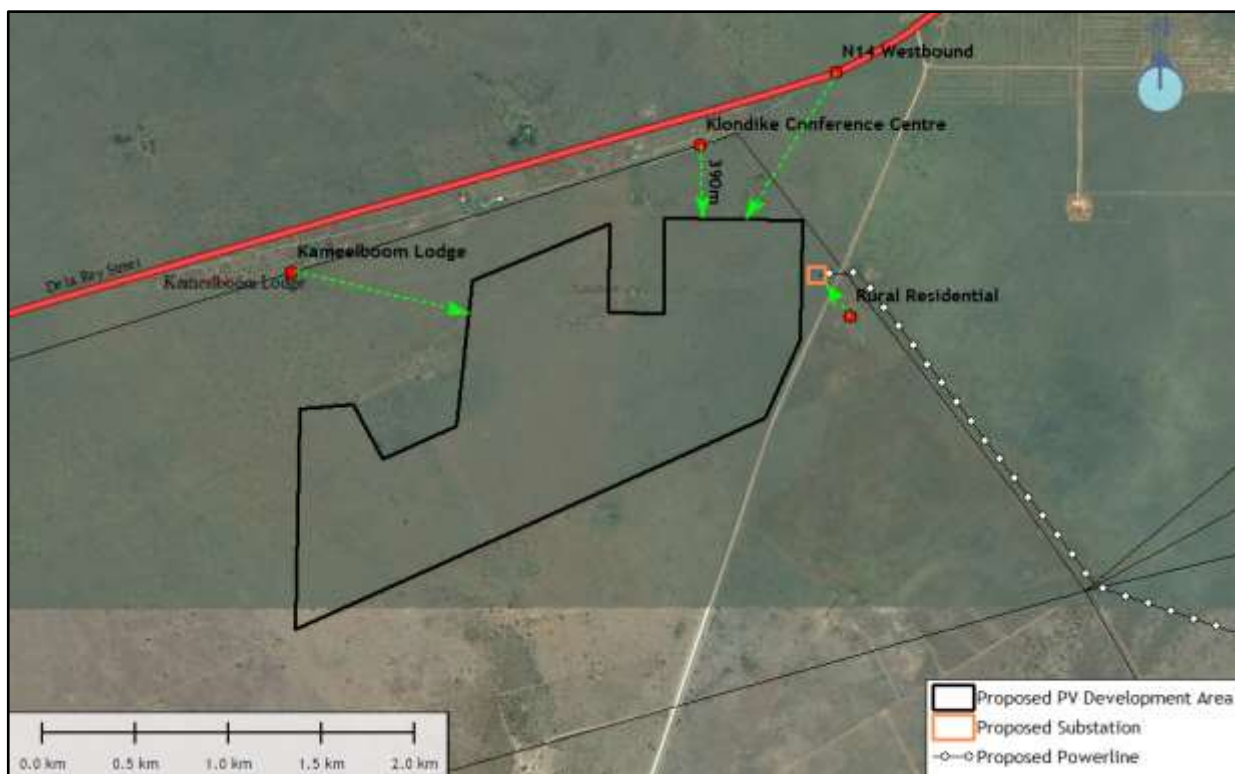 N14 Westbound
Klondike Conference Centre
390m
Kameelboom Lodge
De la Rey Street
Kameelboom Lodge
Rural Residential
Proposed PV Development Area
Proposed Substation
Proposed Powerline
0.0 km 0.5 km 1.0 km 1.5 km 2.0 km